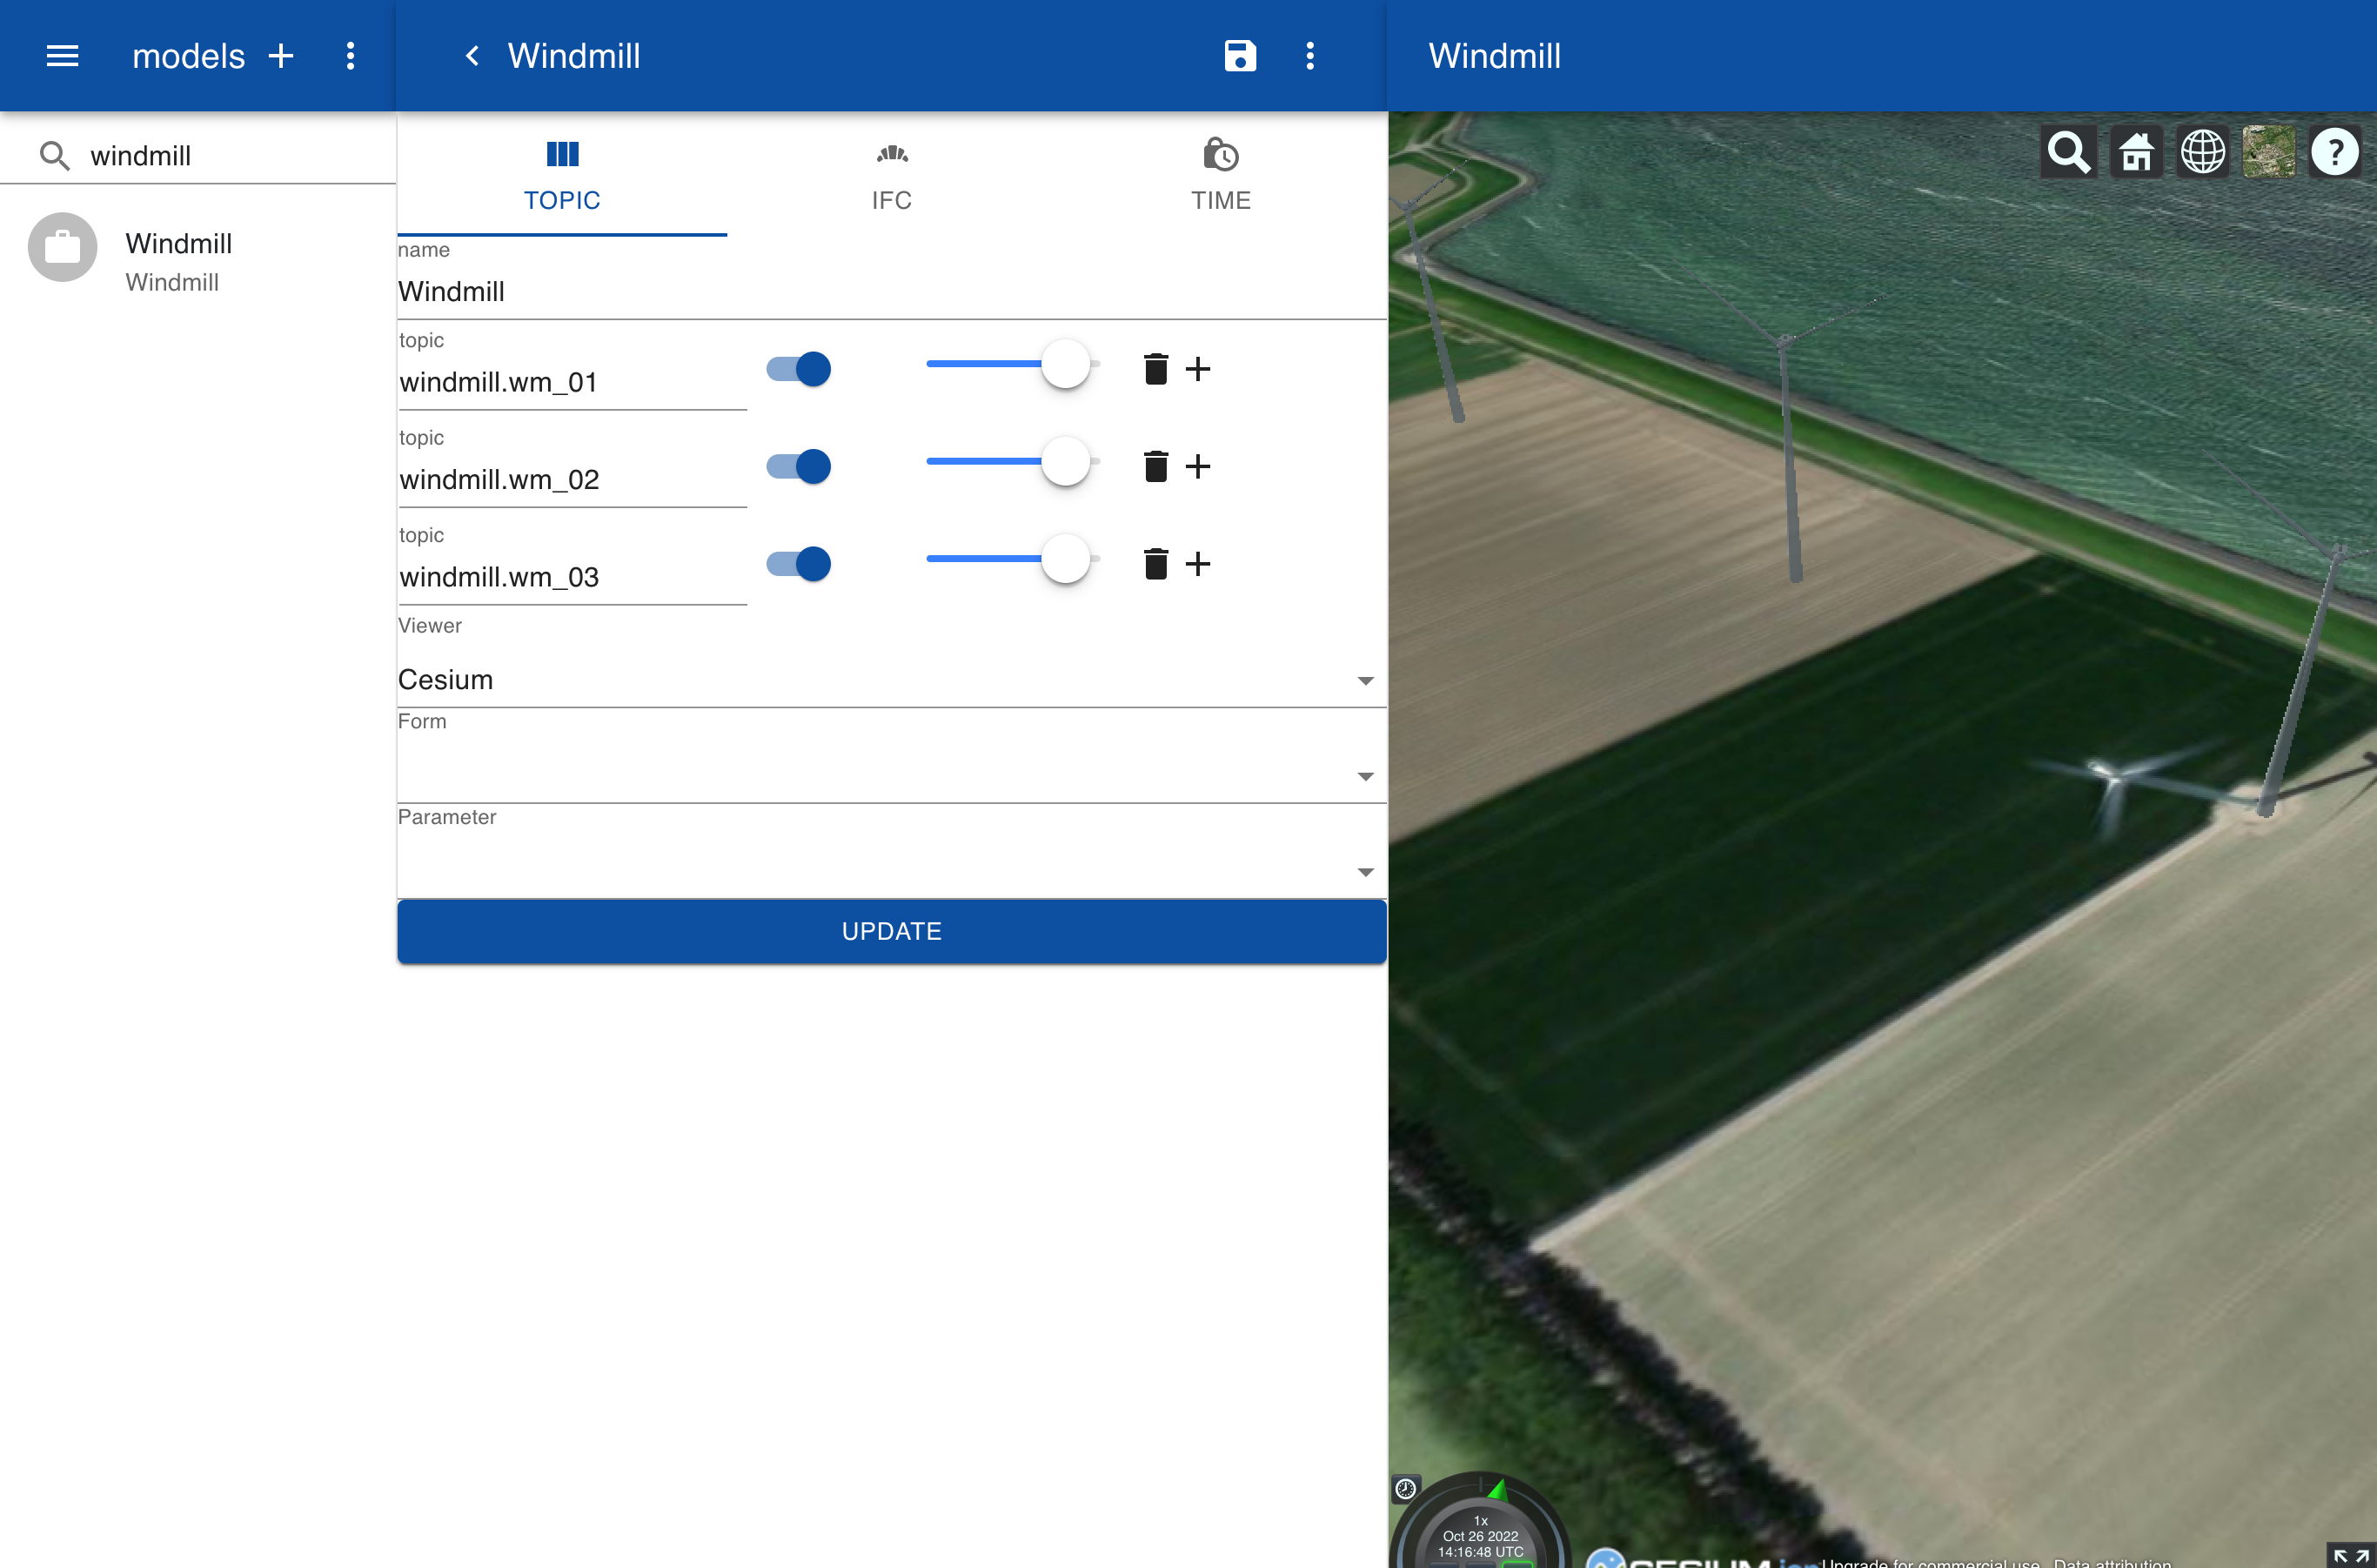 models
Windmill
Windmill
windmill
Windmill
Windmill
TOPIC
IFC
TIME
name
Windmill
topic
windmill.wm_01
topic
windmill.wm_02
topic
windmill.wm_03
Viewer
Cesium
Form
Parameter
UPDATE
?
1x
Oct 26 2022
14:16:48 UTC
CESIUM ion Upgrade for commercial use. Data attribution